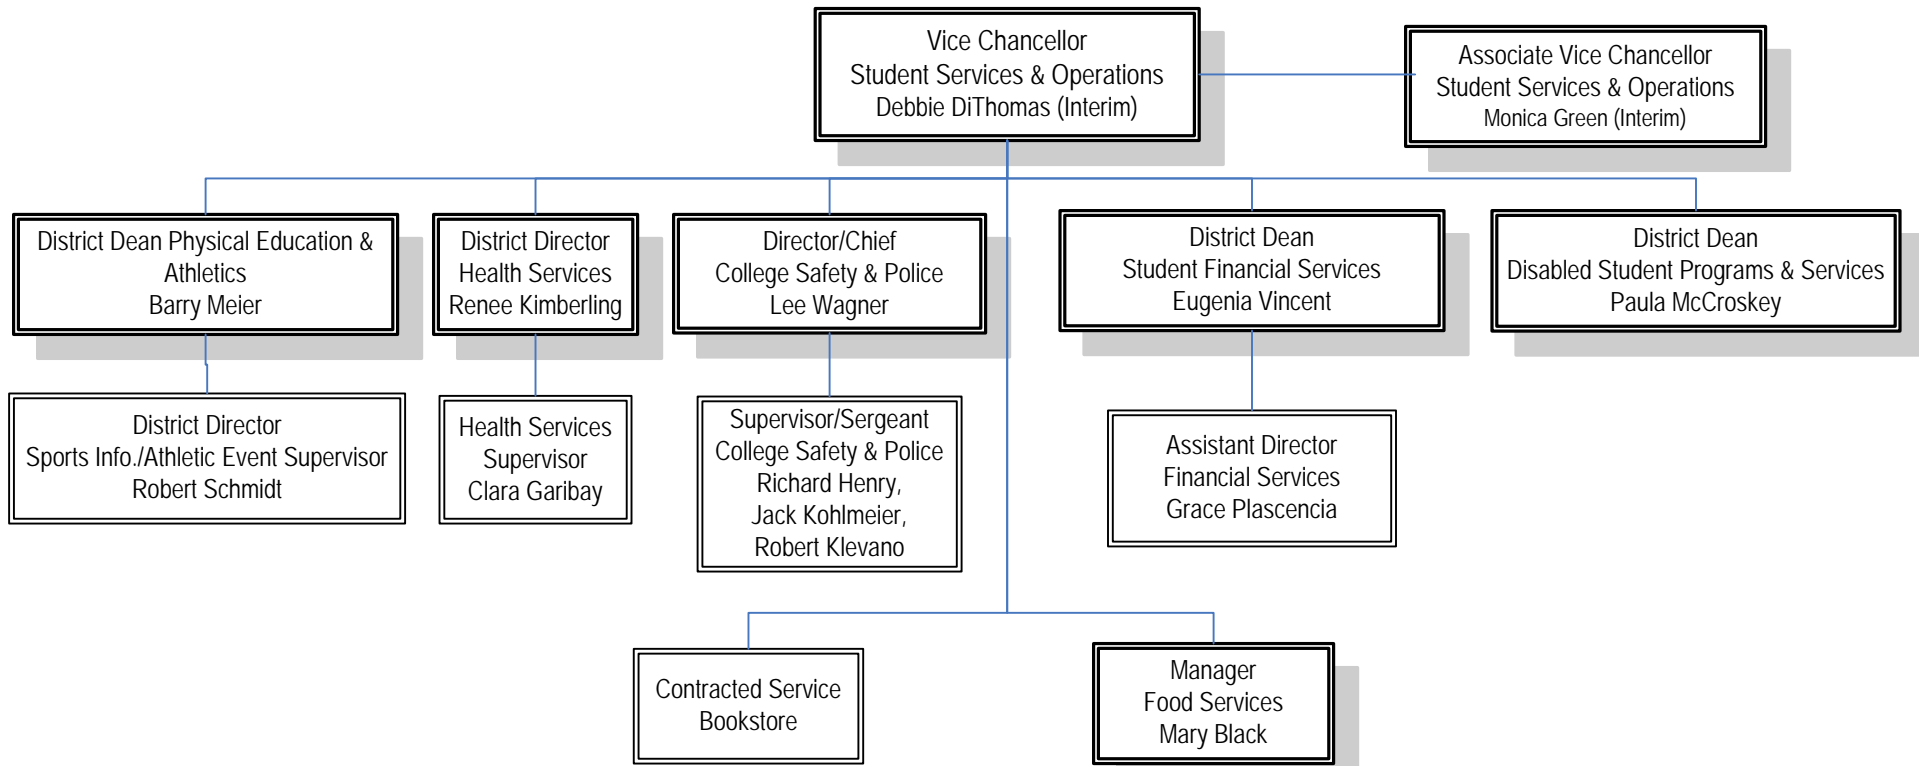 Vice Chancellor
Student Services & Operations
Debbie DiThomas (Interim)
Associate Vice Chancellor
Student Services & Operations
Monica Green (Interim)
District Dean Physical Education &
Athletics
Barry Meier
District Director
Health Services
Renee Kimberling
Director/Chief
College Safety & Police
Lee Wagner
District Dean
Student Financial Services
Eugenia Vincent
District Dean
Disabled Student Programs & Services
Paula McCroskey
District Director
Sports Info./Athletic Event Supervisor
Robert Schmidt
Health Services
Supervisor
Clara Garibay
Supervisor/Sergeant
College Safety & Police
Richard Henry,
Jack Kohlmeier,
Robert Klevano
Assistant Director
Financial Services
Grace Plascencia
Contracted Service
Bookstore
Manager
Food Services
Mary Black